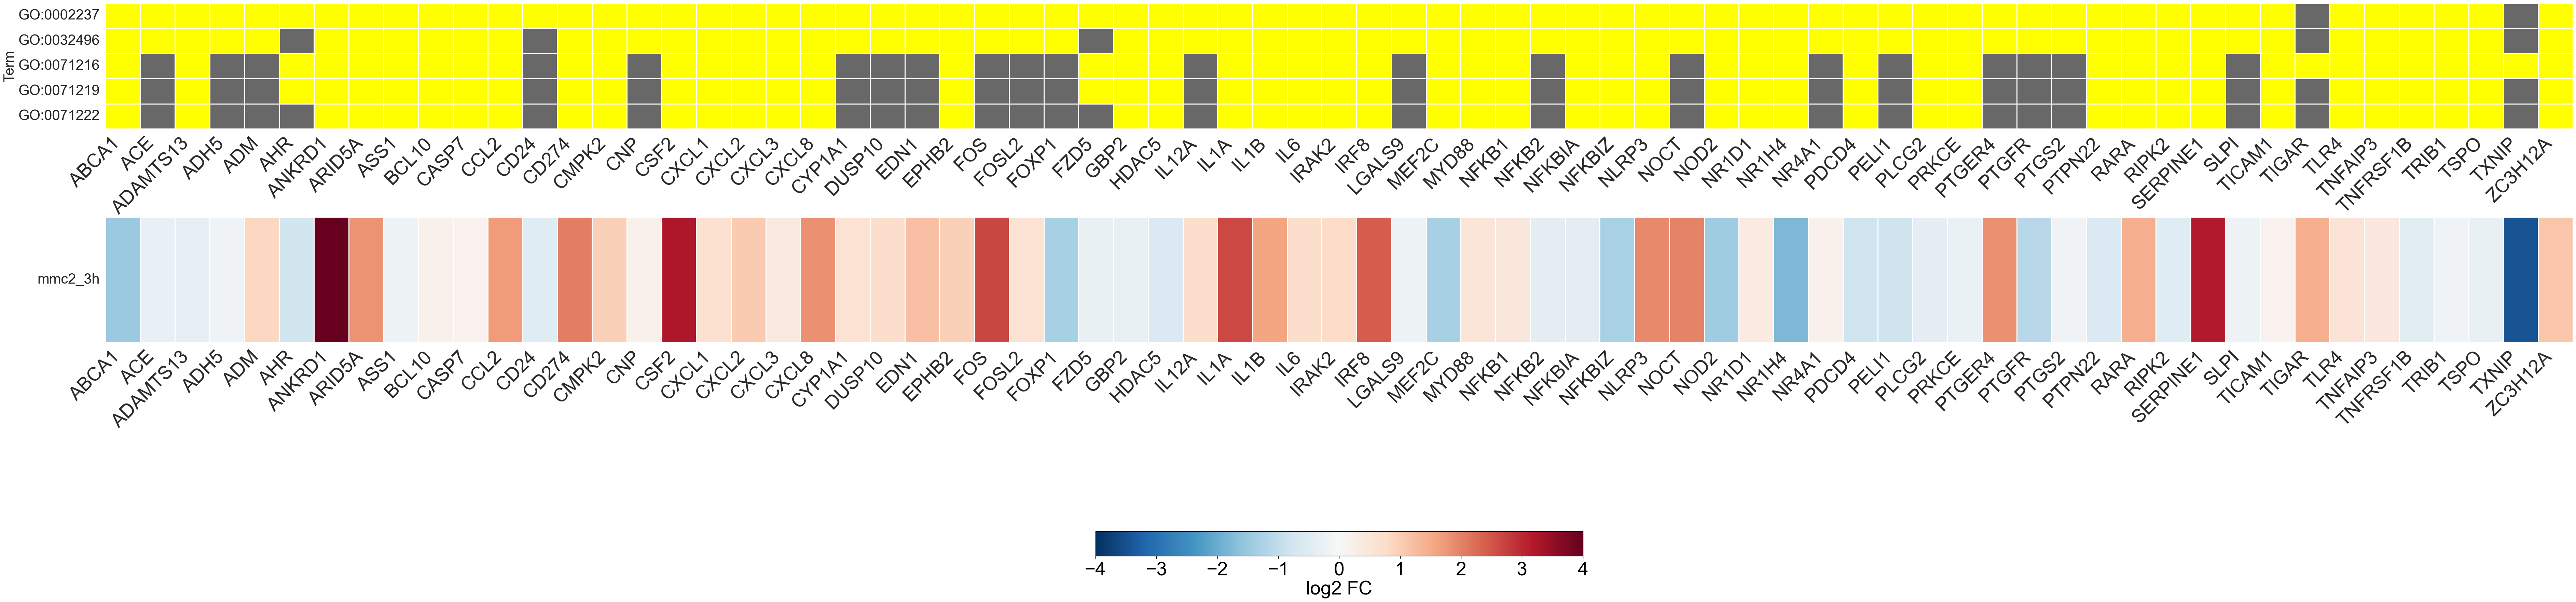 Term
GO:0002237
GO:0032496
GO:0071216
GO:0071219
GO:0071222
ABCA1 ACE ADAMTS13 ADH5 ADM AHR ANKRD1 ARID5A ASS1 BCL10 CASP7 CCL2 CD24 CD274 CMPK2 CNP CSF2 CXCL1 CXCL2 CXCL3 CXCL8 CYP1A1 DUSP10 EDN1 EPHB2 FOS FOSL2 FOXP1 FZD5 GBP2 HDAC5 IL12A IL1A IL1B IL6 IRAK2 IRF8 LGALS9 MEF2C MYD88 NFKB1 NFKB2 NFKBIA NFKBIZ NLRP3 NOCT NOD2 NR1D1 NR1H4 NR4A1 PDCD4 PELI1 PLCG2 PRKCE PTGER4 PTGFR PTGS2 PTPN22 RARA RIPK2 SERPINE1 SLPI TICAM1 TIGAR TLR4 TNFAIP3 TNFRSF1B TRIB1 TSPO TXNIP ZC3H12A
mmc2_3h
ABCA1 ACE ADAMTS13 ADH5 ADM AHR ANKRD1 ARID5A ASS1 BCL10 CASP7 CCL2 CD24 CD274 CMPK2 CNP CSF2 CXCL1 CXCL2 CXCL3 CXCL8 CYP1A1 DUSP10 EDN1 EPHB2 FOS FOSL2 FOXP1 FZD5 GBP2 HDAC5 IL12A IL1A IL1B IL6 IRAK2 IRF8 LGALS9 MEF2C MYD88 NFKB1 NFKB2 NFKBIA NFKBIZ NLRP3 NOCT NOD2 NR1D1 NR1H4 NR4A1 PDCD4 PELI1 PLCG2 PRKCE PTGER4 PTGFR PTGS2 PTPN22 RARA RIPK2 SERPINE1 SLPI TICAM1 TIGAR TLR4 TNFAIP3 TNFRSF1B TRIB1 TSPO TXNIP ZC3H12A
−4 −3 −2 −1 0 1 2 3 4
log2 FC